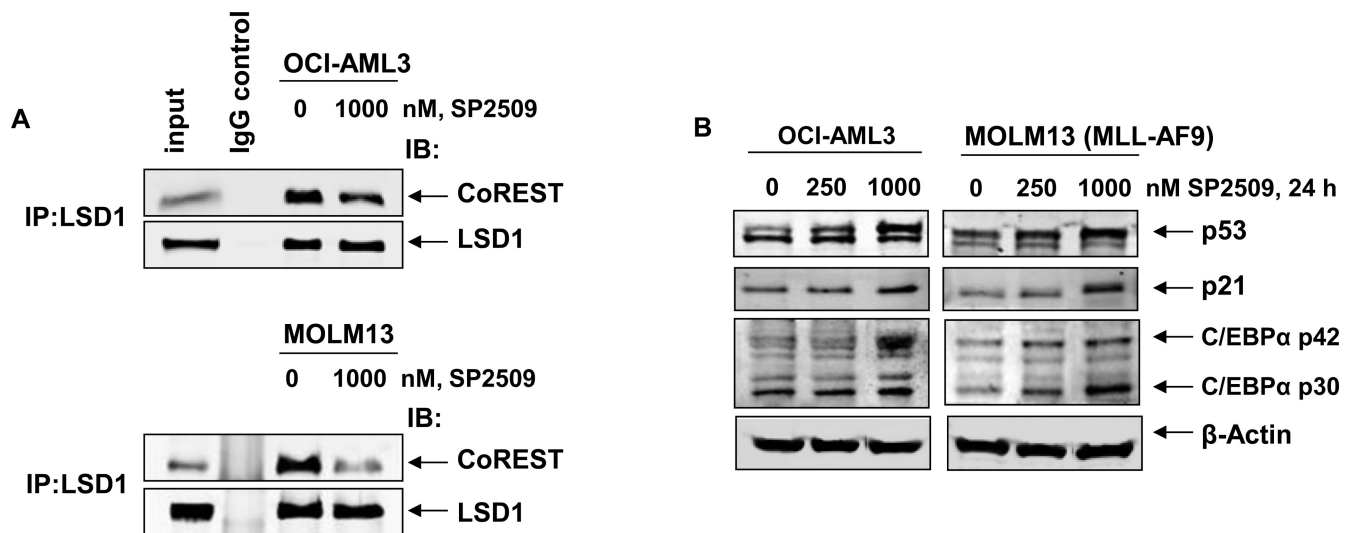 A
input
IgG control
OCI-AML3
0 1000 nM, SP2509
IB:
IP:LSD1
CoREST
LSD1
MOLM13
0 1000 nM, SP2509
IB:
IP:LSD1
CoREST
LSD1
B
OCI-AML3 MOLM13 (MLL-AF9)
0 250 1000 0 250 1000 nM SP2509, 24 h
p53
p21
C/EBPα p42
C/EBPα p30
β-Actin